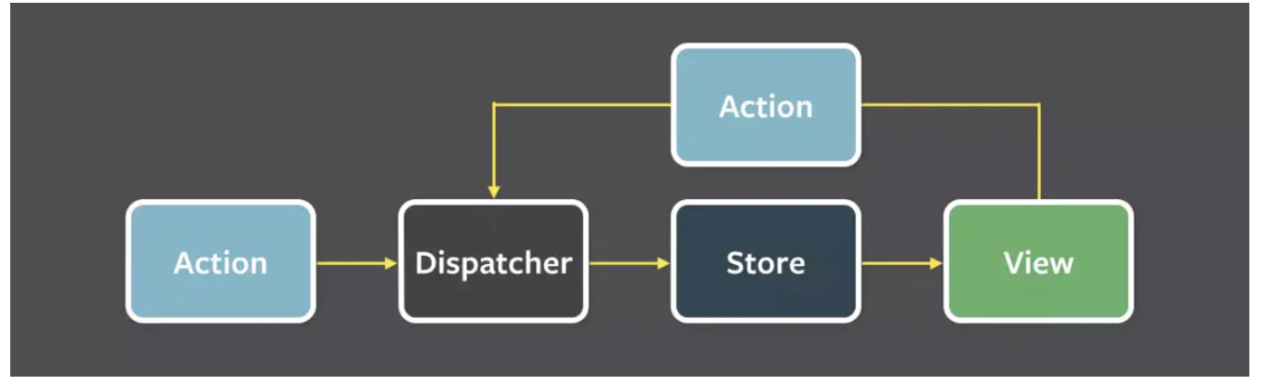 Action
Action
Dispatcher
Store
View